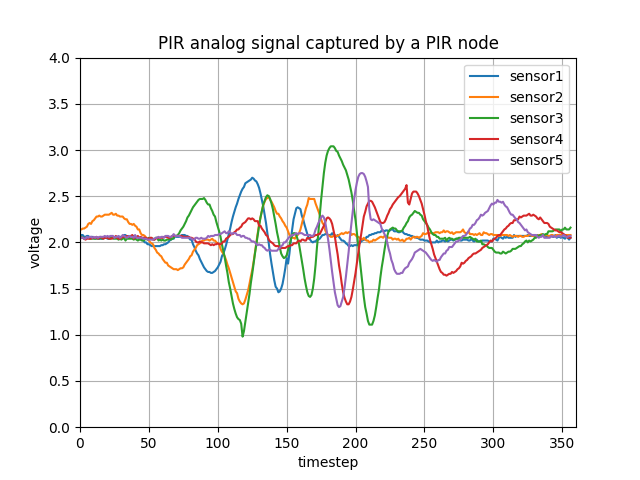 PIR analog signal captured by a PIR node
4.0
3.5
3.0
2.5
2.0
1.5
1.0
0.5
0.0
voltage
sensor1
sensor2
sensor3
sensor4
sensor5
0 50 100 150 200 250 300 350
timestep